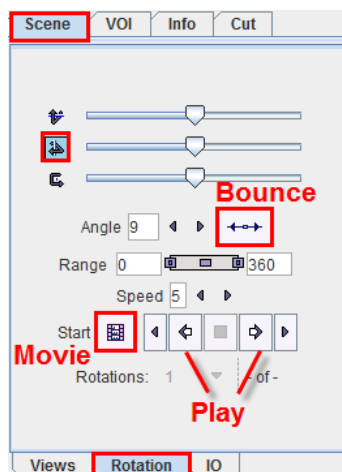 Scene VOI Info Cut
Bounce
Angle 9
Range 0 360
Speed 5
Start
Movie
Rotations: 1 - of -
Play
Views Rotation IO